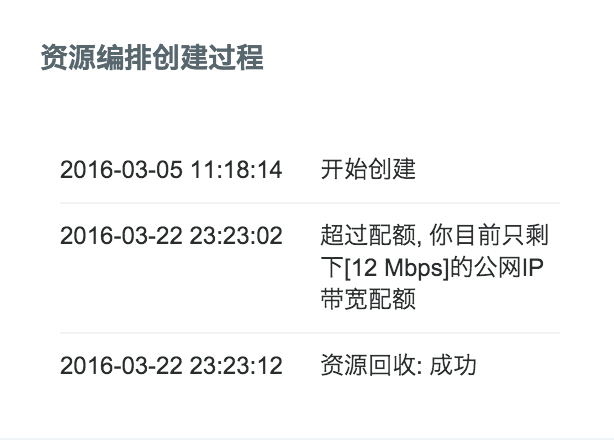 资源编排创建过程
2016-03-05 11:18:14 开始创建
2016-03-22 23:23:02 超过配额, 你目前只剩
下[12 Mbps]的公网IP
带宽配额
2016-03-22 23:23:12 资源回收: 成功